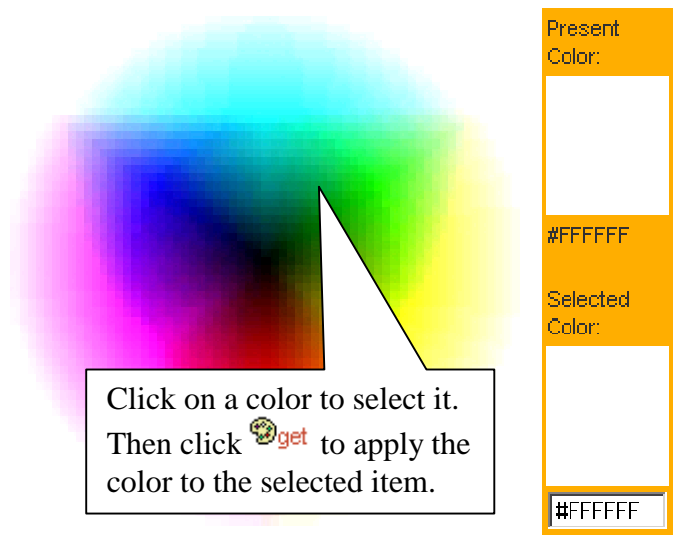 Present
Color:
#FFFFFF
Selected
Color:
#FFFFFF
Click on a color to select it.
Then click get to apply the
color to the selected item.